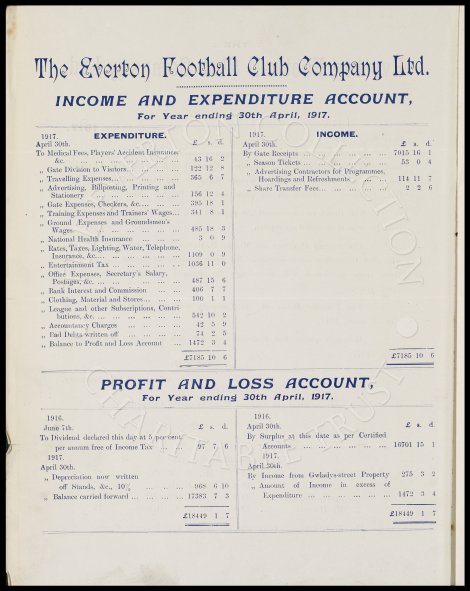 The Everton Football Club Company Ltd.
INCOME AND EXPENDITURE ACCOUNT,
For Year ending 30th April, 1917.
1917. EXPENDITURE.
April 30th. £ s. d.
To Medical Fees, Players' Accident Insurance
&c. 43 16 2
„ Gate Division to Visitors 122 12 8
„ Travelling Expenses 365 6 7
„ Advertising, Billposting, Printing and
Stationery 156 12 4
„ Gate Expenses, Checkers, &c. 395 18 1
„ Training Expenses and Trainers' Wages 341 8 1
„ Ground Expenses and Groundsmen's
Wages 485 18 3
„ National Health Insurance 3 0 9
„ Rates, Taxes, Lighting, Water, Telephone,
Insurance, &c. 1109 0 9
„ Entertainment Tax 1036 11 0
„ Office Expenses, Secretary's Salary,
Postages, &c. 487 15 6
„ Bank Interest and Commission 406 7 7
„ Clothing, Material and Stores 100 1 1
„ League and other Subscriptions, Contri-
butions, &c. 542 10 2
„ Accountancy Charges 42 5 9
„ Bad Debts written off 74 2 5
„ Balance to Profit and Loss Account 1472 3 4
£7185 10 6
1917. INCOME.
April 30th. £ s. d.
By Gate Receipts 7015 16 1
„ Season Tickets 53 0 4
„ Advertising Contractors for Programmes,
Hoardings and Refreshments 114 11 7
„ Share Transfer Fees 2 2 6
£7185 10 6
PROFIT AND LOSS ACCOUNT,
For Year ending 30th April, 1917.
1916.
June 7th. £ s. d.
To Dividend declared this day at 5 per cent.
per annum free of Income Tax 97 7 6
1917.
April 30th.
„ Depreciation now written
off Stands, &c., 10% 968 6 10
„ Balance carried forward 17383 7 3
£18449 1 7
1916.
April 30th. £ s. d.
By Surplus at this date as per Certified
Accounts 16701 15 1
1917.
April 30th.
By Income from Gwladys-street Property 275 3 2
„ Amount of Income in excess of
Expenditure 1472 3 4
£18449 1 7
EVERTON COLLECTION
CHARITABLE TRUST